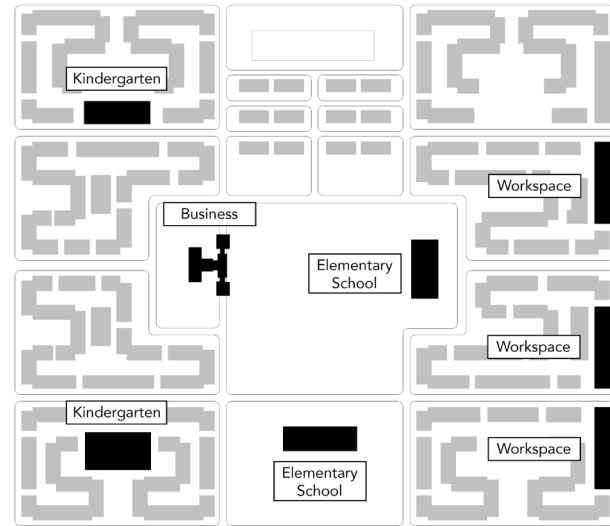 Kindergarten
Workspace
Business
Elementary
School
Workspace
Kindergarten
Workspace
Elementary
School